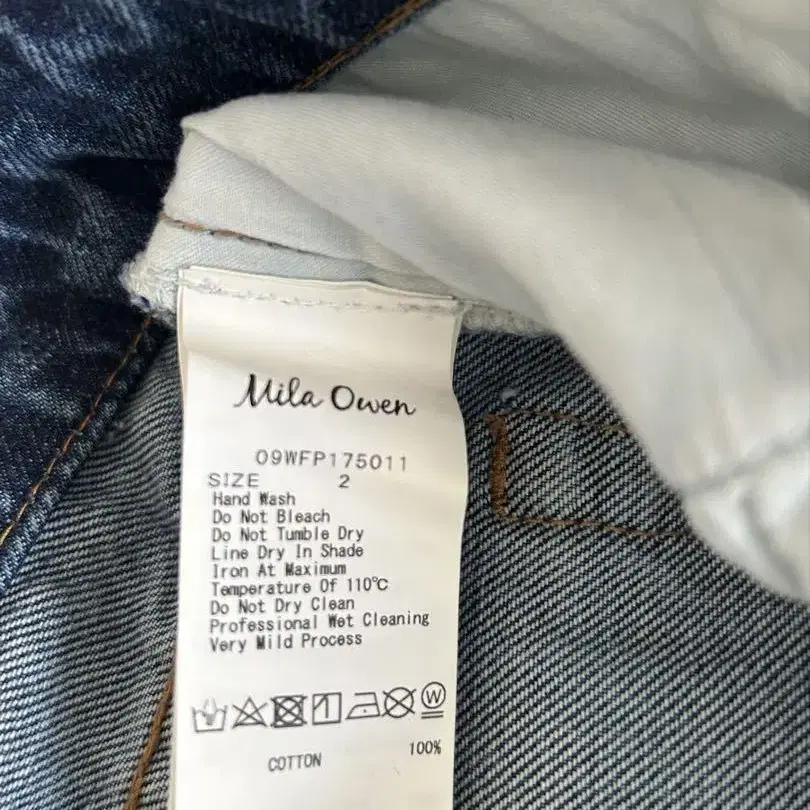 Mila Owen
09WFP175011
SIZE 2
Hand Wash
Do Not Bleach
Do Not Tumble Dry
Line Dry In Shade
Iron At Maximum
Temperature Of 110℃
Do Not Dry Clean
Professional Wet Cleaning
Very Mild Process
W
COTTON 100%